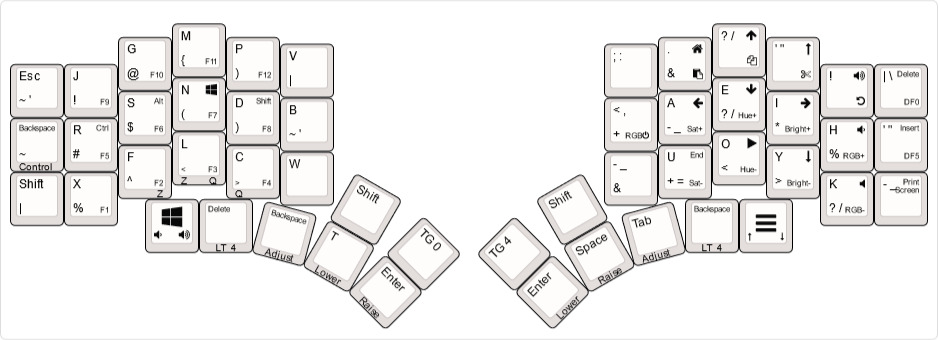 Esc
~ '
J
! F9
G
@ F10
M
{ F11
P
) F12
V
|
Backspace
~
Control
R Ctrl
# F5
S Alt
$ F6
N
( F7
D Shift
) F8
B
~ '
Shift
|
X
% F1
F
^ F2
Z
L
< F3
Z Q
C
> F4
Q
W
Delete
LT 4
Backspace
Adjust
T
Lower
Shift
Enter
Raise
TG 0
; :
.
&
? /
' "
!
| \ Delete
DF0
< ,
+ RGB
A
- _ Sat+
E
? / Hue+
I
* Bright+
H
% RGB+
' " Insert
DF5
- _
&
U End
+ = Sat-
O
< Hue-
Y
> Bright-
K
? / RGB-
- _ Print
Screen
TG 4
Enter
Lower
Shift
Space
Raise
Tab
Adjust
Backspace
LT 4